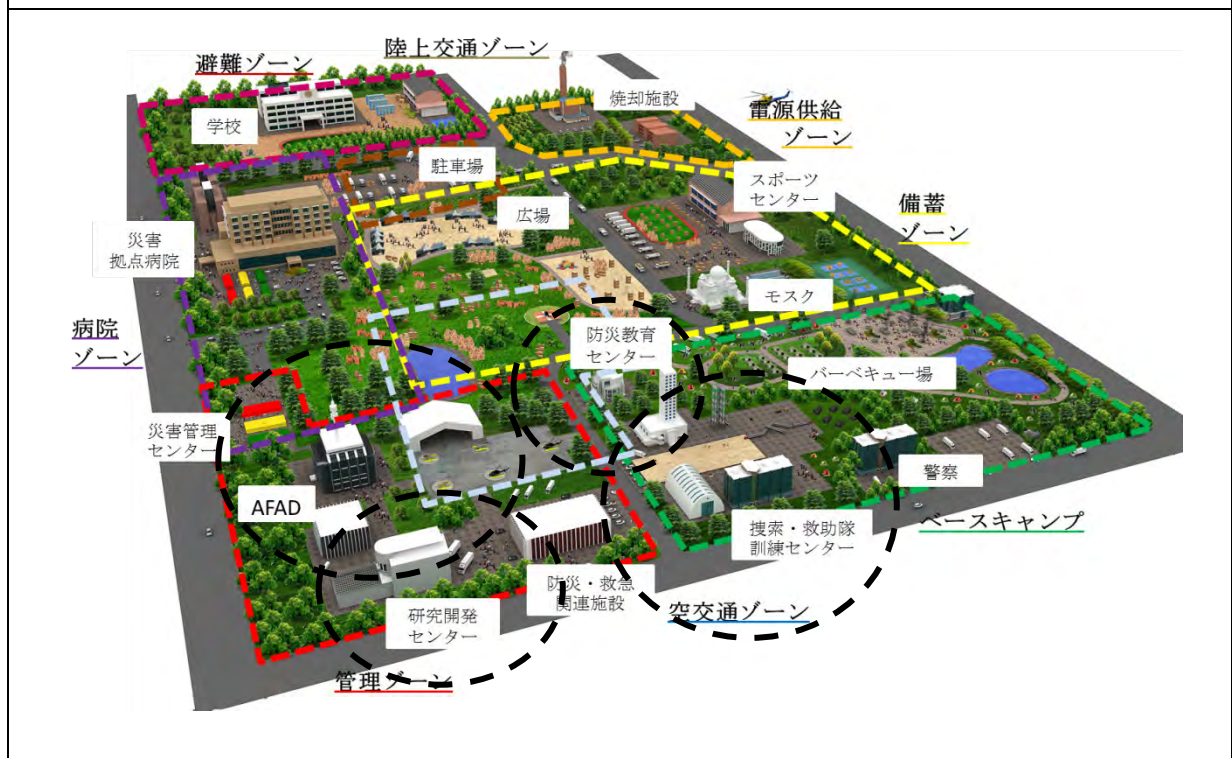 陸上交通ゾーン
避難ゾーン
焼却施設
電源供給
ゾーン
学校
駐車場
スポーツ
センター
広場
備蓄
ゾーン
災害
拠点病院
モスク
病院
ゾーン
防災教育
センター
バーベキュー場
災害管理
センター
警察
AFAD
ベースキャンプ
捜索・救助隊
訓練センター
防災・救急
関連施設
研究開発
センター
空交通ゾーン
管理ゾーン